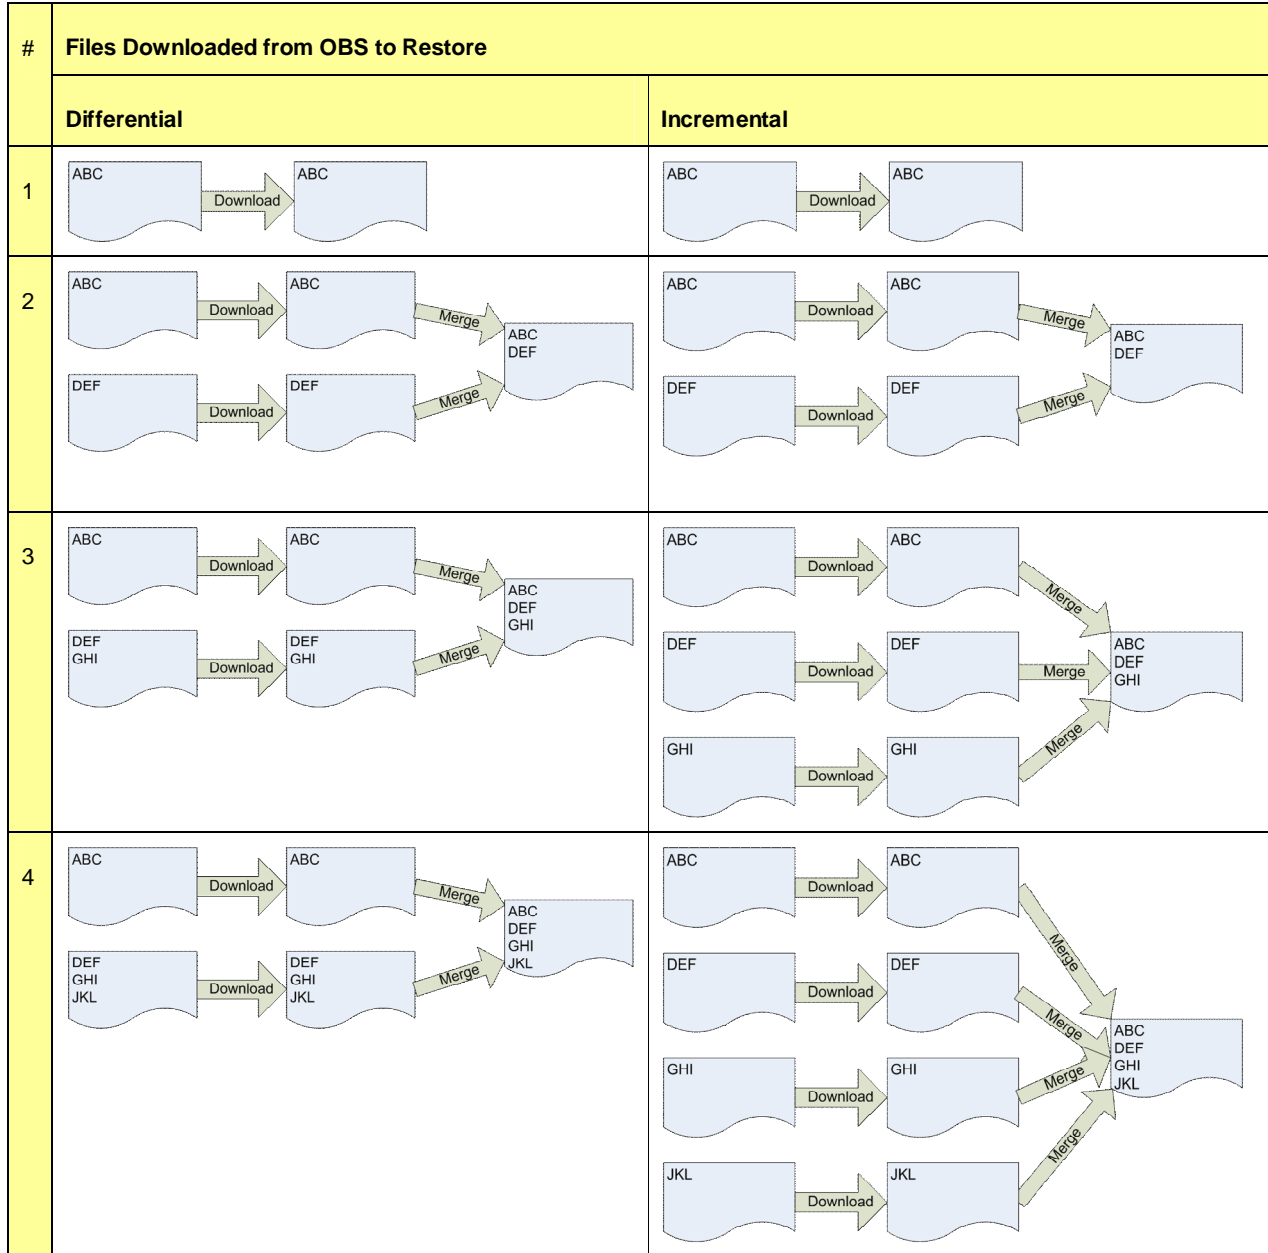 # Files Downloaded from OBS to Restore
Differential Incremental
1
ABC
Download
ABC
ABC
Download
ABC
2
ABC
Download
ABC
Merge
DEF
Download
DEF
Merge
ABC
DEF
ABC
Download
ABC
Merge
DEF
Download
DEF
Merge
ABC
DEF
3
ABC
Download
ABC
Merge
DEF
GHI
Download
DEF
GHI
Merge
ABC
DEF
GHI
ABC
Download
ABC
Merge
DEF
Download
DEF
Merge
GHI
Download
GHI
Merge
ABC
DEF
GHI
4
ABC
Download
ABC
Merge
DEF
GHI
JKL
Download
DEF
GHI
JKL
Merge
ABC
DEF
GHI
JKL
ABC
Download
ABC
Merge
DEF
Download
DEF
Merge
GHI
Download
GHI
Merge
JKL
Download
JKL
Merge
ABC
DEF
GHI
JKL